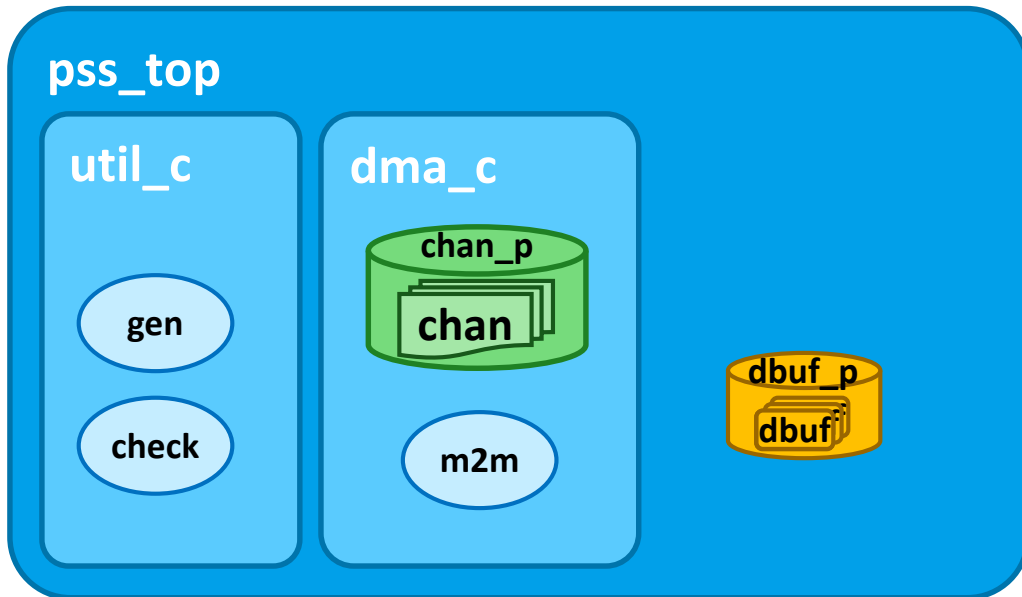 pss_top
util_c
dma_c
chan_p
chan
gen
check
m2m
dbuf_p
dbuf